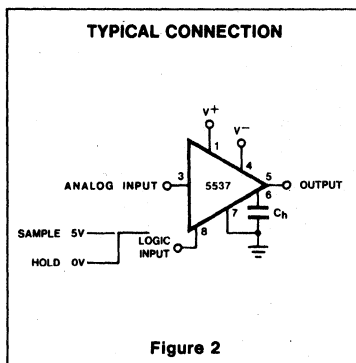 TYPICAL CONNECTION
V+
V−
1
4
ANALOG INPUT
3
5537
5
OUTPUT
6
Ch
7
SAMPLE 5V
LOGIC
INPUT
8
HOLD 0V
Figure 2